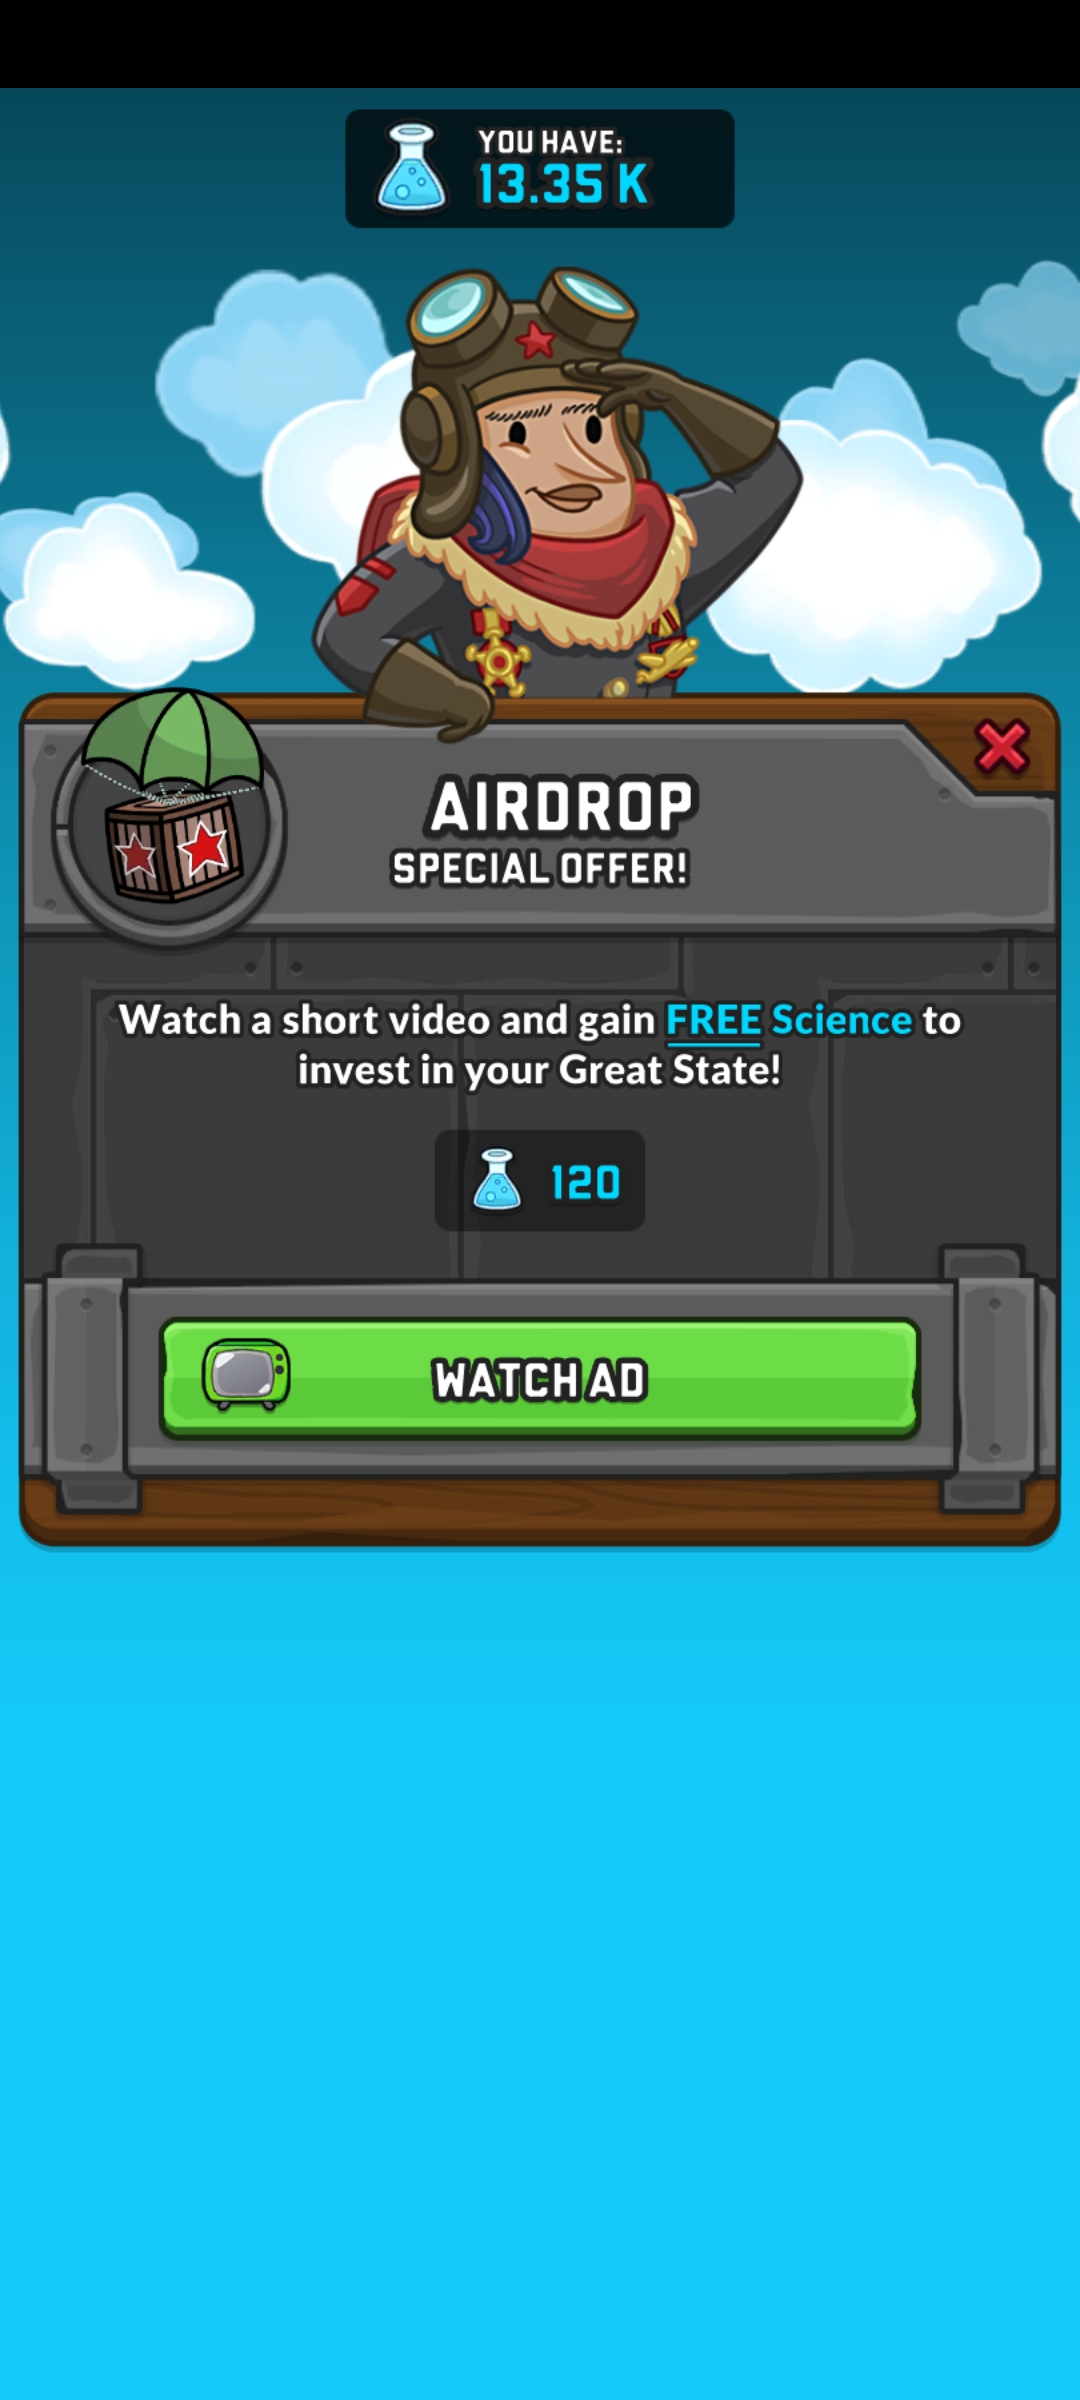 YOU HAVE:
13.35 K
AIRDROP
SPECIAL OFFER!
Watch a short video and gain FREE Science to
invest in your Great State!
120
WATCH AD